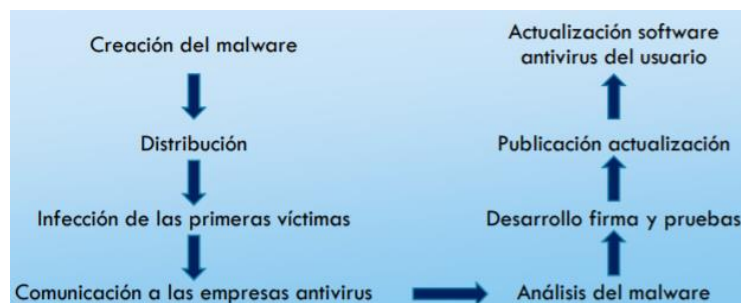 Creación del malware
Distribución
Infección de las primeras víctimas
Comunicación a las empresas antivirus
Análisis del malware
Desarrollo firma y pruebas
Publicación actualización
Actualización software
antivirus del usuario